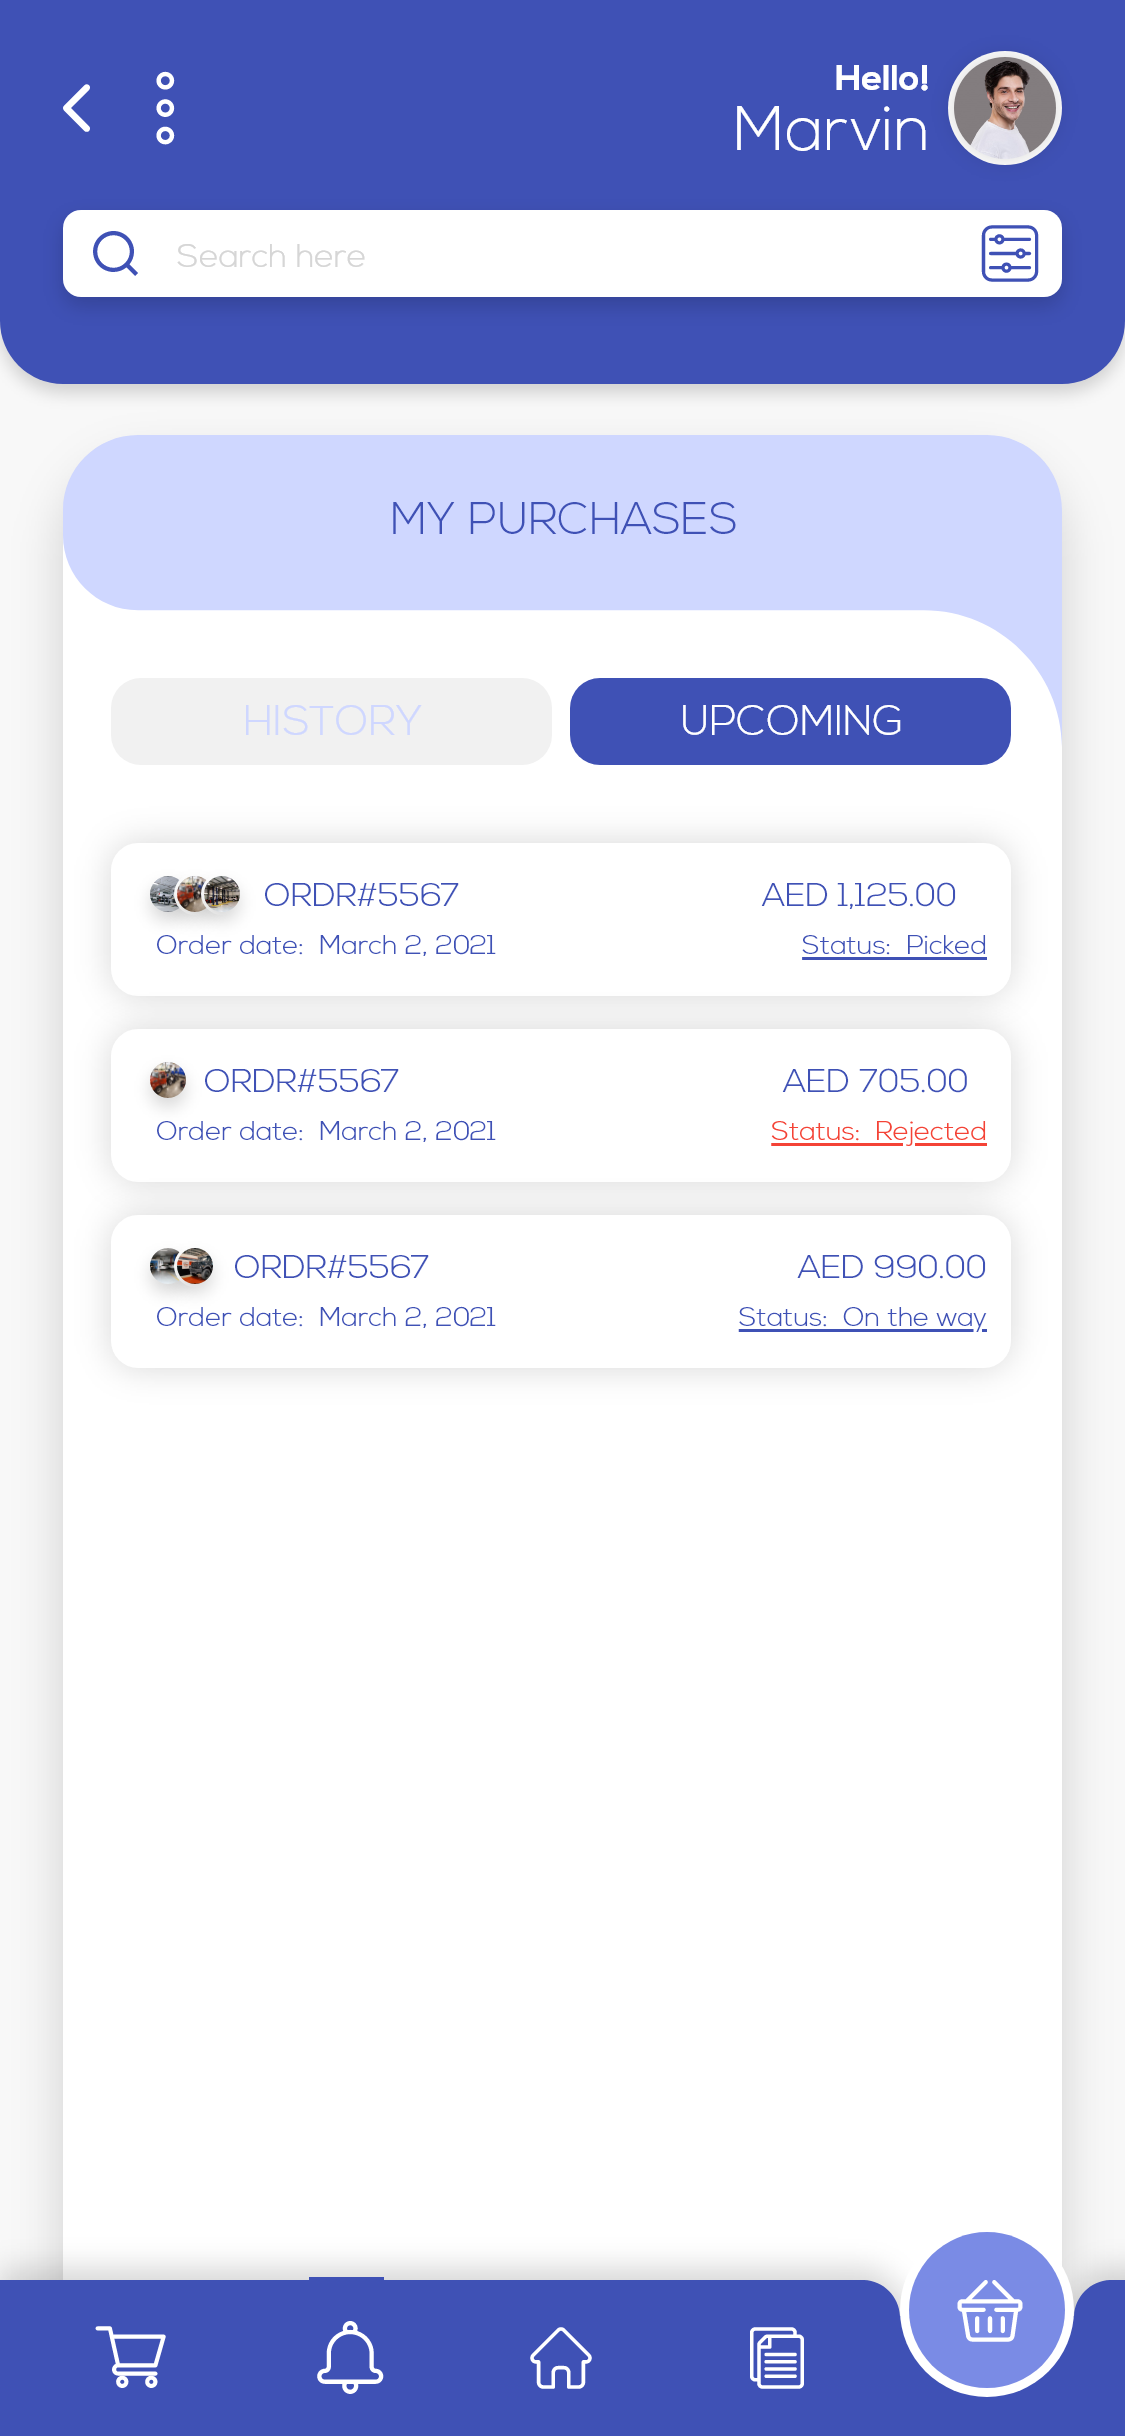 Hello!
Marvin
Search here
MY PURCHASES
HISTORY
UPCOMING
ORDR#5567
AED 1,125.00
Order date: March 2, 2021
Status: Picked
ORDR#5567
AED 705.00
Order date: March 2, 2021
Status: Rejected
ORDR#5567
AED 990.00
Order date: March 2, 2021
Status: On the way